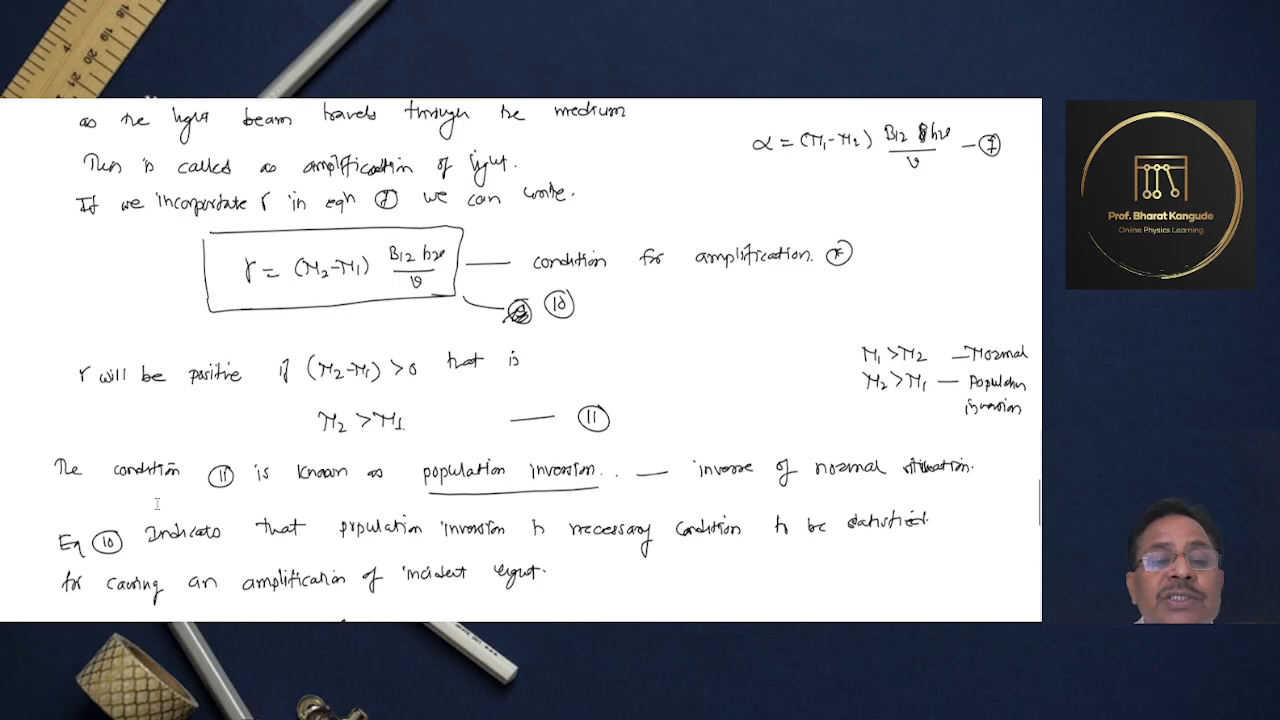 as the light beam travels through the medium
α = (N₁-N₂) B₁₂ hν / v — ⑦
This is called as amplification of light.
If we incorporate r in eqn ⑦ we can write.
r = (N₂-N₁) B₁₂ hν / v — condition for amplification.
⑩
r will be positive if (N₂-N₁) >0 that is
N₁ >N₂ — Normal
N₂ >N₁ — Population inversion
N₂ >N₁. — ⑪
The condition ⑪ is known as population inversion. — inverse of normal situation.
Eq ⑩ Indicates that population inversion is necessary condition to be satisfied
for causing an amplification of incident light.
Prof. Bharat Kangude
Online Physics Learning